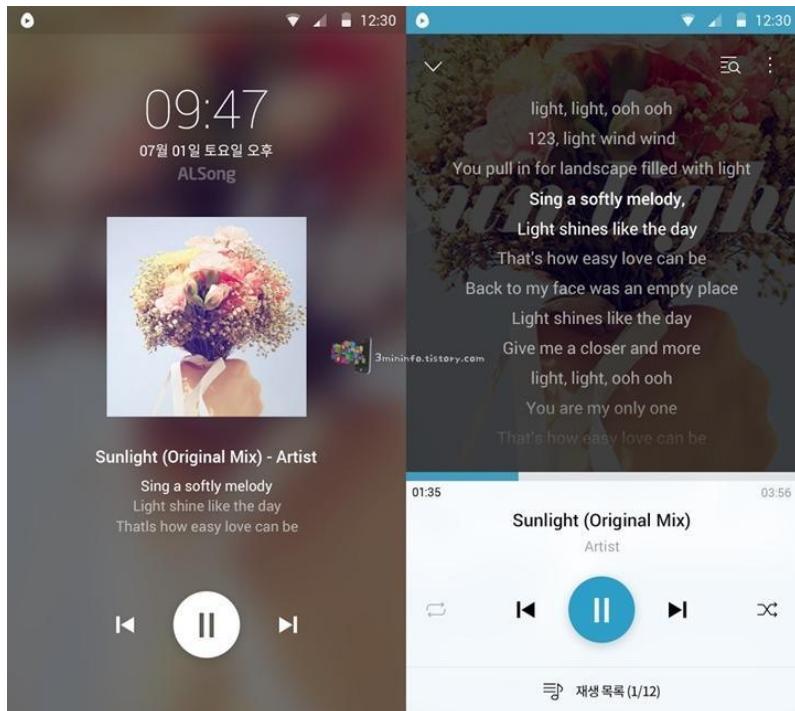 12:30
09:47
07월 01일 토요일 오후
ALSong
Sunlight (Original Mix) - Artist
Sing a softly melody
Light shine like the day
Thatls how easy love can be
3mininfo.tistory.com
12:30
light, light, ooh ooh
123, light wind wind
You pull in for landscape filled with light
Sing a softly melody,
Light shines like the day
That's how easy love can be
Back to my face was an empty place
Light shines like the day
Give me a closer and more
light, light, ooh ooh
You are my only one
That's how easy love can be
01:35
03:56
Sunlight (Original Mix)
Artist
재생 목록 (1/12)